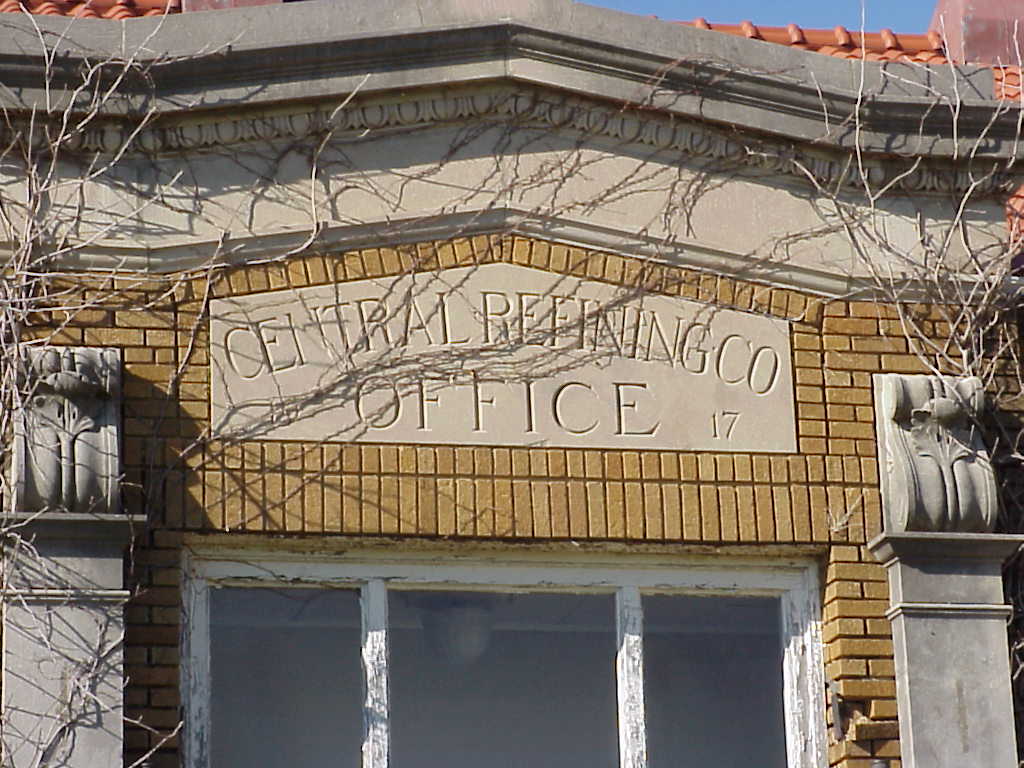 CENTRAL REFINING CO
OFFICE 17